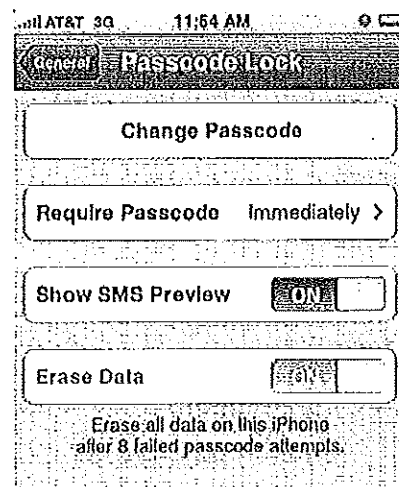 AT&T 3G 11:54 AM
General Passcode Lock
Change Passcode
Require Passcode Immediately >
Show SMS Preview ON
Erase Data ON
Erase all data on this iPhone
after 8 failed passcode attempts.